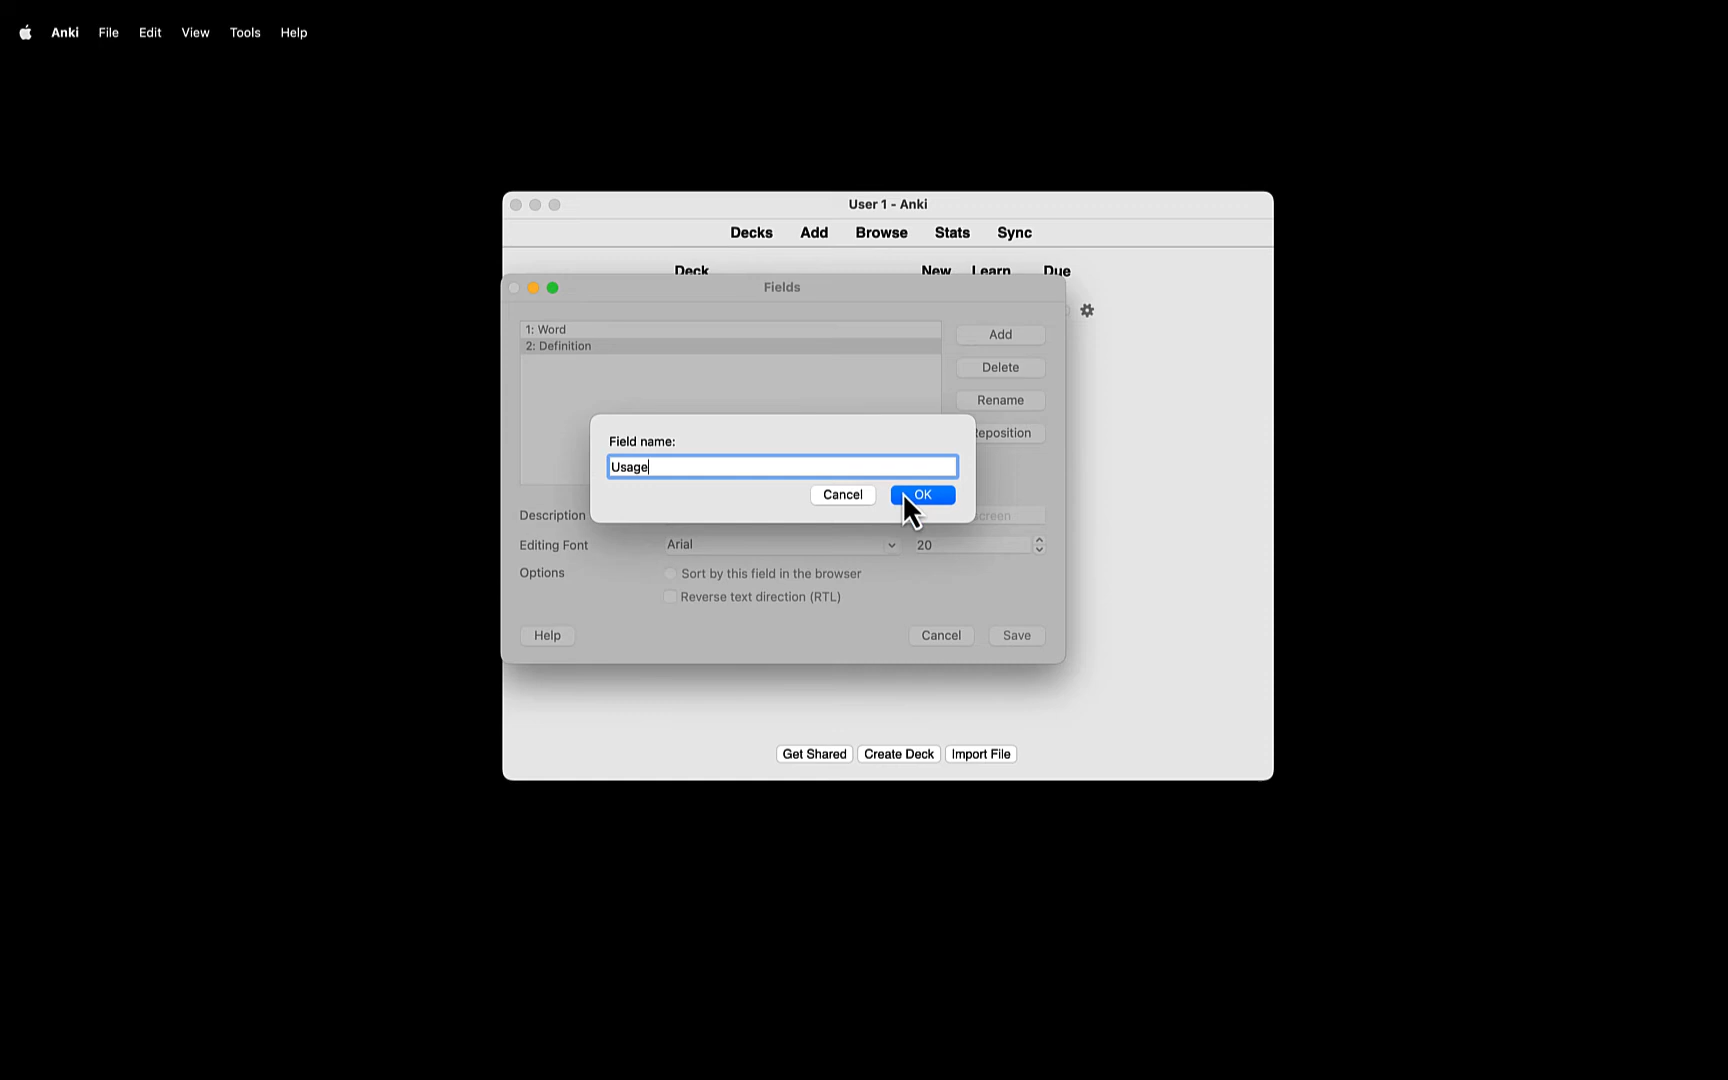 Anki File Edit View Tools Help
User 1 - Anki
Decks Add Browse Stats Sync
Deck New Learn Due
Fields
1: Word
2: Definition
Add
Delete
Rename
Reposition
Field name:
Usage
Cancel OK
Description
Editing Font Arial 20
Options Sort by this field in the browser
Reverse text direction (RTL)
Help Cancel Save
Get Shared Create Deck Import File